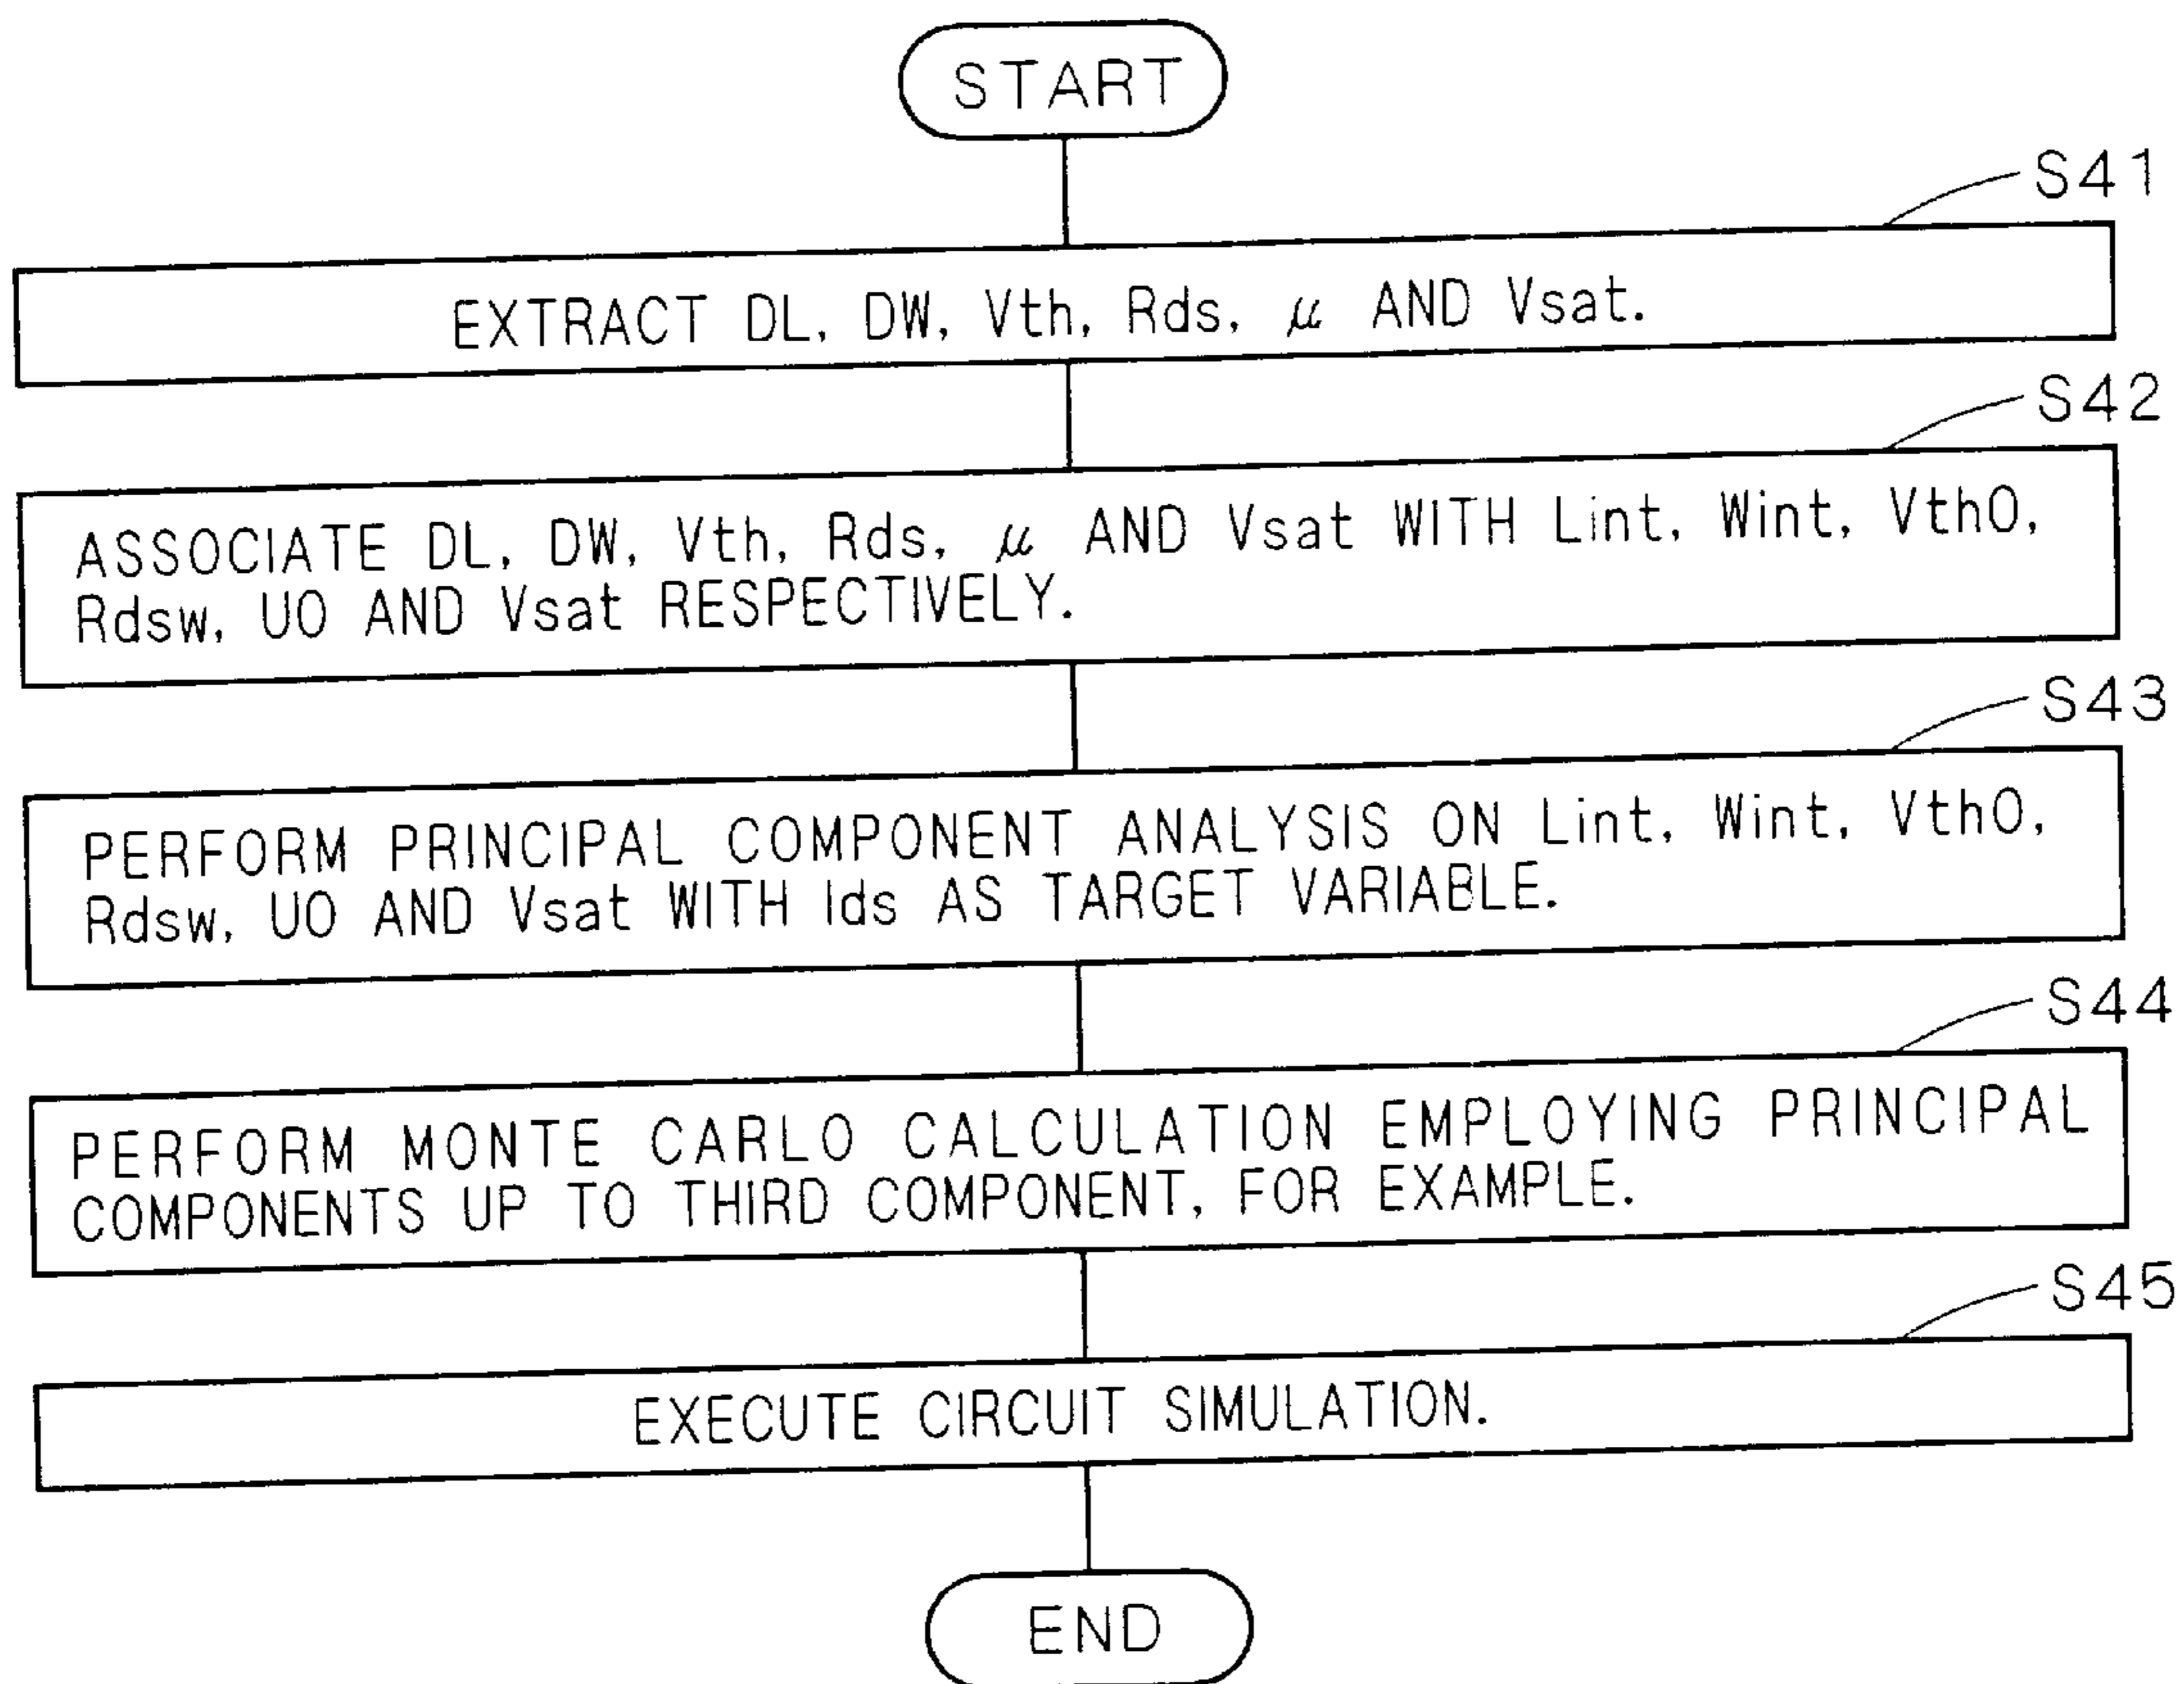 START
S41
EXTRACT DL, DW, Vth, Rds, μ AND Vsat.
S42
ASSOCIATE DL, DW, Vth, Rds, μ AND Vsat WITH Lint, Wint, Vth0,
Rdsw, U0 AND Vsat RESPECTIVELY.
S43
PERFORM PRINCIPAL COMPONENT ANALYSIS ON Lint, Wint, Vth0,
Rdsw, U0 AND Vsat WITH Ids AS TARGET VARIABLE.
S44
PERFORM MONTE CARLO CALCULATION EMPLOYING PRINCIPAL
COMPONENTS UP TO THIRD COMPONENT, FOR EXAMPLE.
S45
EXECUTE CIRCUIT SIMULATION.
END